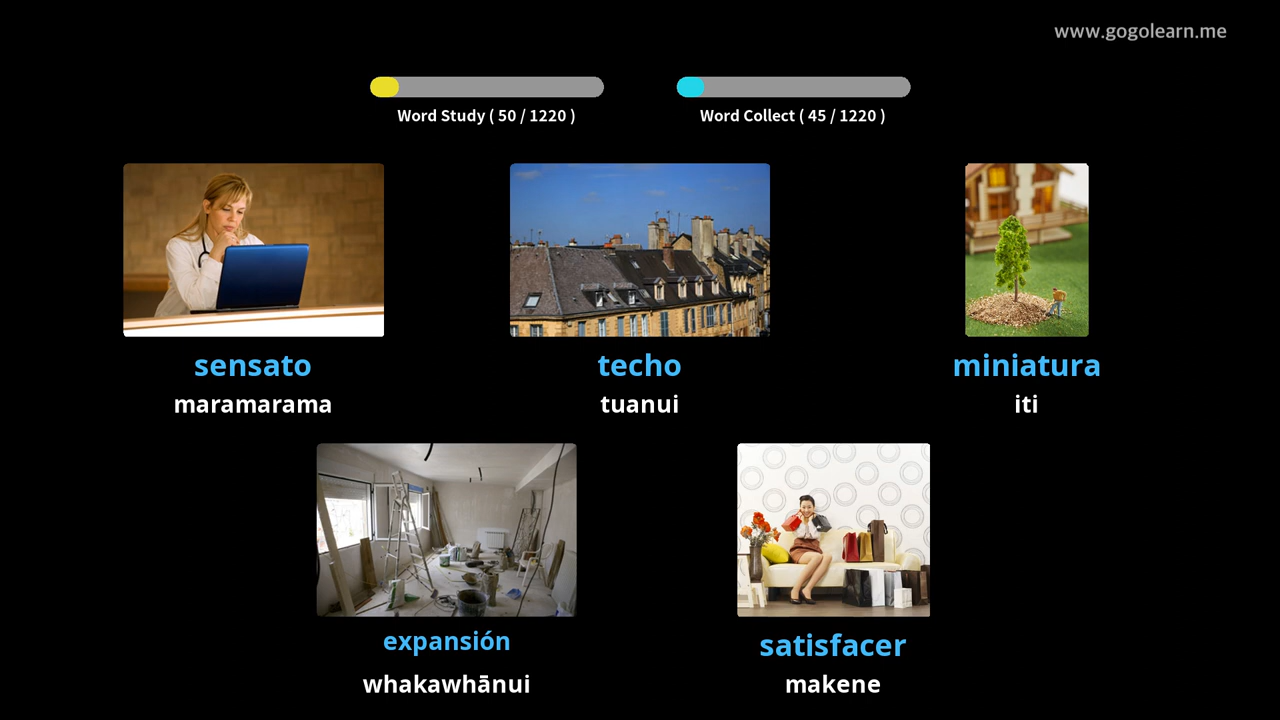 www.gogolearn.me
Word Study ( 50 / 1220 )
Word Collect ( 45 / 1220 )
sensato
maramarama
techo
tuanui
miniatura
iti
expansión
whakawhānui
satisfacer
makene